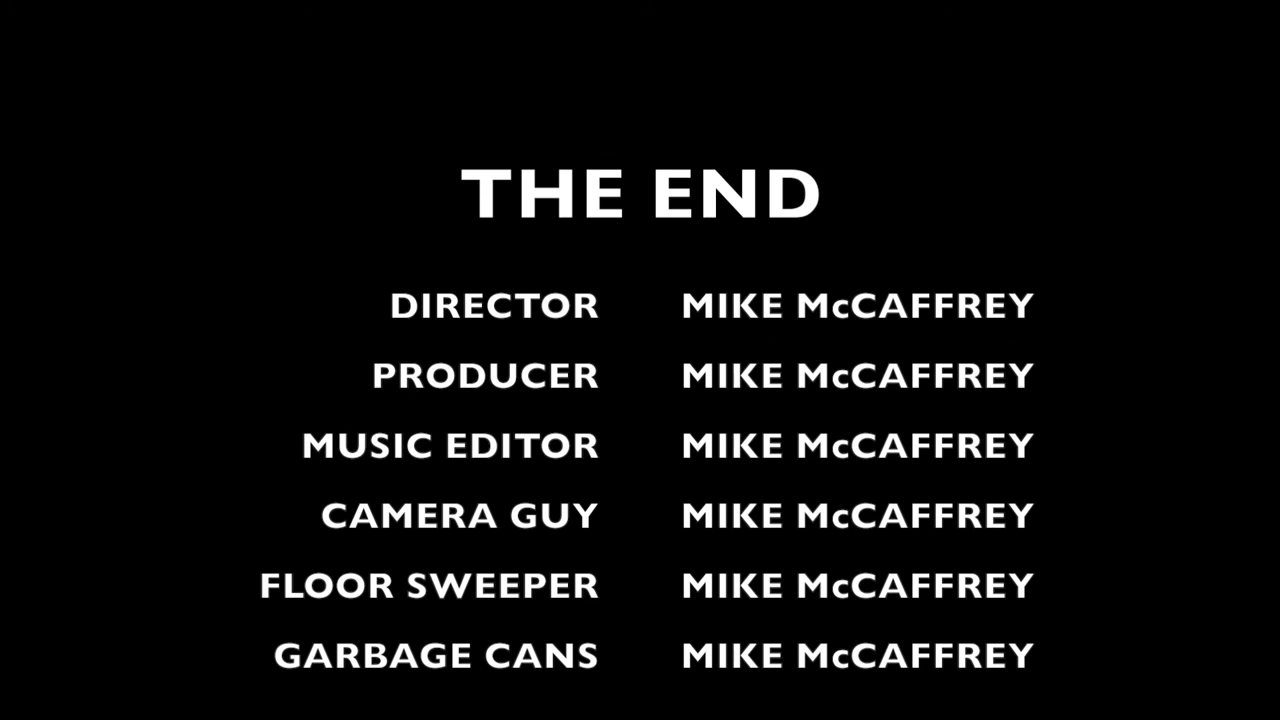 THE END
DIRECTOR MIKE McCAFFREY
PRODUCER MIKE McCAFFREY
MUSIC EDITOR MIKE McCAFFREY
CAMERA GUY MIKE McCAFFREY
FLOOR SWEEPER MIKE McCAFFREY
GARBAGE CANS MIKE McCAFFREY